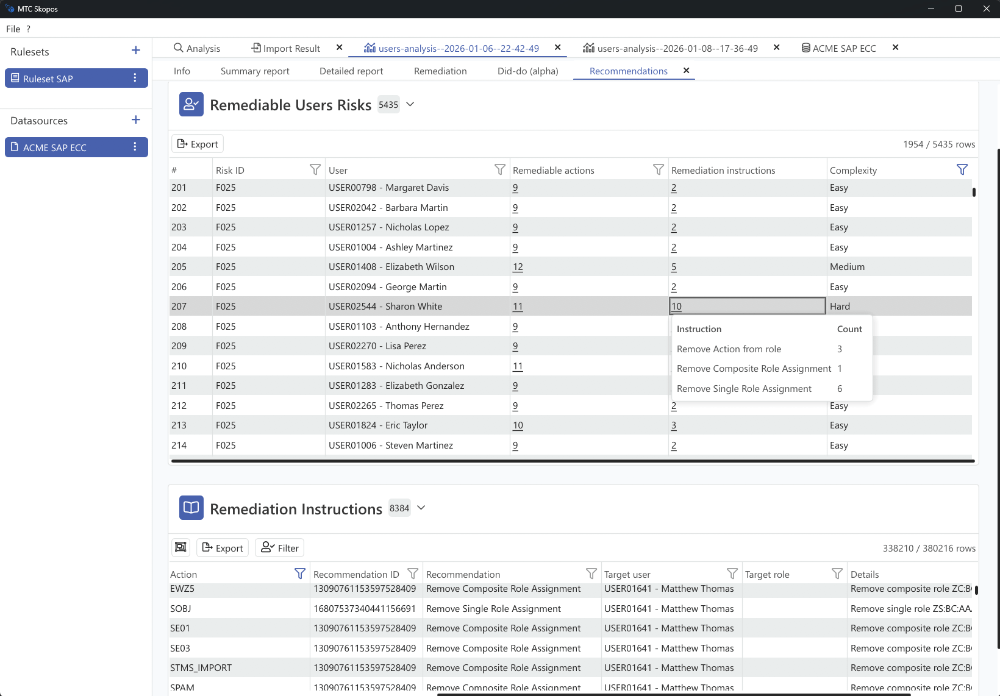 MTC Skopos
File ?
Rulesets
Ruleset SAP
Datasources
ACME SAP ECC
Analysis Import Result users-analysis--2026-01-06--22-42-49 users-analysis--2026-01-08--17-36-49 ACME SAP ECC
Info Summary report Detailed report Remediation Did-do (alpha) Recommendations
Remediable Users Risks 5435
Export 1954 / 5435 rows
# Risk ID User Remediable actions Remediation instructions Complexity
201 F025 USER00798 - Margaret Davis 9 2 Easy
202 F025 USER02042 - Barbara Martin 9 2 Easy
203 F025 USER01257 - Nicholas Lopez 9 2 Easy
204 F025 USER01004 - Ashley Martinez 9 2 Easy
205 F025 USER01408 - Elizabeth Wilson 12 5 Medium
206 F025 USER02094 - George Martin 9 2 Easy
207 F025 USER02544 - Sharon White 11 10 Hard
208 F025 USER01103 - Anthony Hernandez 9
209 F025 USER02270 - Lisa Perez 9
210 F025 USER01583 - Nicholas Anderson 11
211 F025 USER01283 - Elizabeth Gonzalez 9
Instruction Count
Remove Action from role 3
Remove Composite Role Assignment 1
Remove Single Role Assignment 6
212 F025 USER02265 - Thomas Perez 9 2 Easy
213 F025 USER01824 - Eric Taylor 10 3 Easy
214 F025 USER01006 - Steven Martinez 9 2 Easy
Remediation Instructions 8384
Export Filter 338210 / 380216 rows
Action Recommendation ID Recommendation Target user Target role Details
EWZ5 13090761153597528409 Remove Composite Role Assignment USER01641 - Matthew Thomas Remove composite role ZC:B
SOBJ 16807537340441156691 Remove Single Role Assignment USER01641 - Matthew Thomas Remove single role ZS:BC:AA
SE01 13090761153597528409 Remove Composite Role Assignment USER01641 - Matthew Thomas Remove composite role ZC:B
SE03 13090761153597528409 Remove Composite Role Assignment USER01641 - Matthew Thomas Remove composite role ZC:B
STMS_IMPORT 13090761153597528409 Remove Composite Role Assignment USER01641 - Matthew Thomas Remove composite role ZC:B
SPAM 13090761153597528409 Remove Composite Role Assignment USER01641 - Matthew Thomas Remove composite role ZC:B